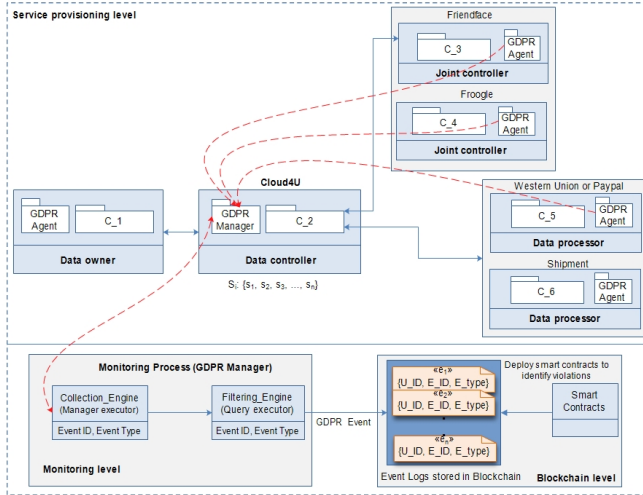 Service provisioning level
Friendface
C_3
GDPR
Agent
Joint controller
Froogle
C_4
GDPR
Agent
Joint controller
Cloud4U
GDPR
Agent
C_1
Data owner
GDPR
Manager
C_2
Data controller
Sᵢ: {s₁, s₂, s₃, ..., sₙ}
Western Union or Paypal
C_5
GDPR
Agent
Data processor
Shipment
C_6
GDPR
Agent
Data processor
Monitoring Process (GDPR Manager)
Collection_Engine
(Manager executor)
Event ID, Event Type
Filtering_Engine
(Query executor)
Event ID, Event Type
Monitoring level
GDPR Event
«e₁»
{U_ID, E_ID, E_type}
«e₂»
{U_ID, E_ID, E_type}
«eₙ»
{U_ID, E_ID, E_type}
Event Logs stored in Blockchain
Deploy smart contracts to
identify violations
Smart
Contracts
Blockchain level